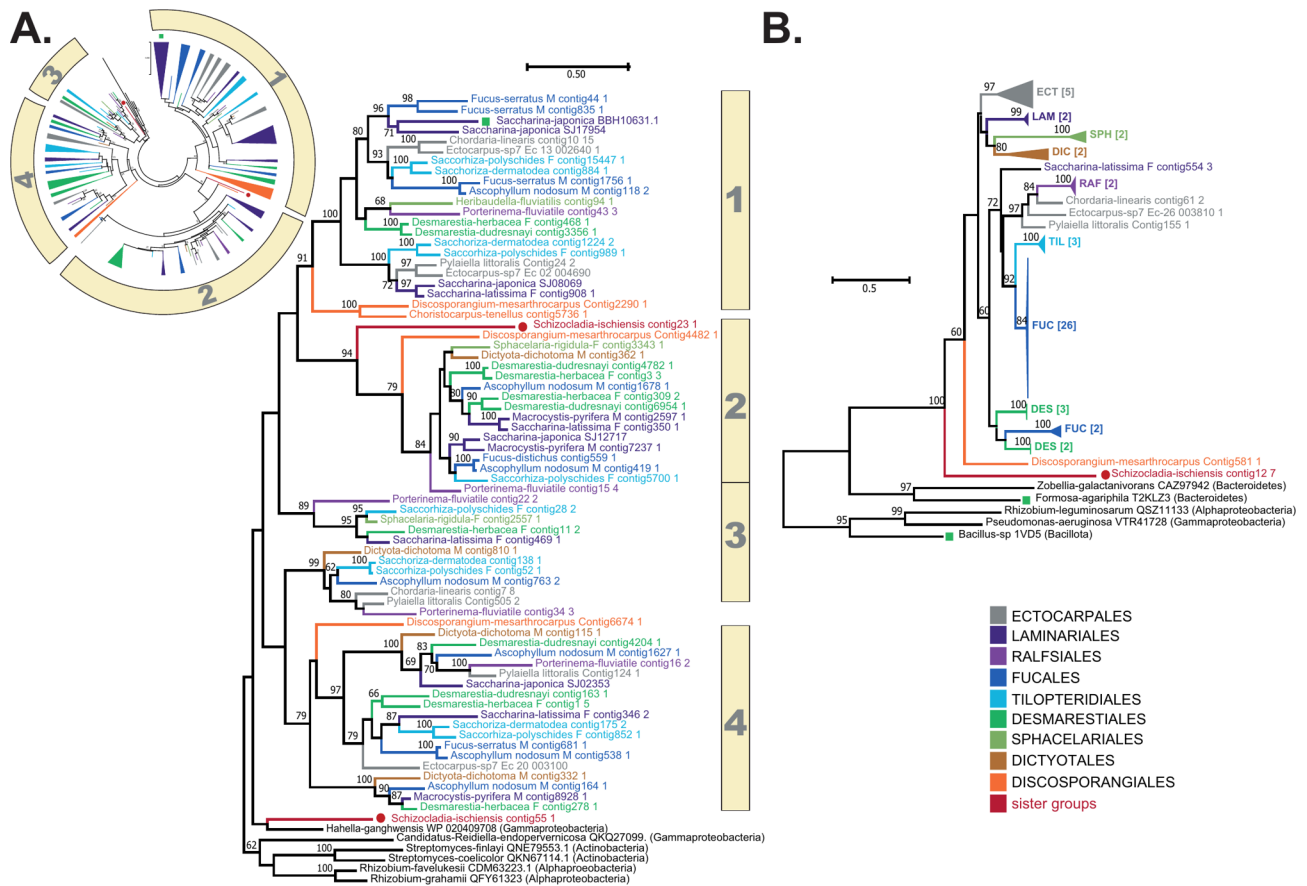 A.
B.
3
1
4
2
0.50
98
Fucus-serratus M contig44 1
96
Fucus-serratus M contig835 1
Saccharina-japonica BBH10631.1
71
Saccharina-japonica SJ17954
80
100
Chordaria-linearis contig10 15
Ectocarpus-sp7 Ec 13 002640 1
93
100
Saccorhiza-polyschides F contig15447 1
Sacchoriza-dermatodea contig884 1
Fucus-serratus M contig1756 1
100
Ascophyllum nodosum M contig118 2
68
Heribaudella-fluviatilis contig94 1
Porterinema-fluviatile contig43 3
100
100
Desmarestia-herbacea F contig468 1
Desmarestia-dudresnayi contig3356 1
100
Sacchoriza-dermatodea contig1224 2
Saccorhiza-polyschides F contig989 1
100
97
Pylaiella littoralis Contig24 2
Ectocarpus-sp7 Ec 02 004690
72
97
Saccharina-japonica SJ08069
Saccharina-latissima F contig908 1
91
100
Discosporangium-mesarthrocarpus Contig2290 1
Choristocarpus-tenellus contig5736 1
1
Schizocladia-ischiensis contig23 1
94
Discosporangium-mesarthrocarpus Contig4482 1
Sphacelaria-rigidula-F contig3343 1
Dictyota-dichotoma M contig362 1
100
Desmarestia-dudresnayi contig4782 1
Desmarestia-herbacea F contig3 3
79
80
Ascophyllum nodosum M contig1678 1
90
Desmarestia-herbacea F contig309 2
Desmarestia-dudresnayi contig6954 1
100
Macrocystis-pyrifera M contig2597 1
Saccharina-latissima F contig350 1
84
90
Saccharina-japonica SJ12717
Macrocystis-pyrifera M contig7237 1
100
Fucus-distichus contig559 1
Ascophyllum nodosum M contig419 1
Saccorhiza-polyschides F contig5700 1
Porterinema-fluviatile contig15 4
2
89
Porterinema-fluviatile contig22 2
95
Saccorhiza-polyschides F contig28 2
95
Sphacelaria-rigidula-F contig2557 1
Desmarestia-herbacea F contig11 2
Saccharina-latissima F contig469 1
99
Dictyota-dichotoma M contig810 1
62
100
Sacchoriza-dermatodea contig138 1
Saccorhiza-polyschides F contig52 1
Ascophyllum nodosum M contig763 2
80
Chordaria-linearis contig7 8
Pylaiella littoralis Contig505 2
Porterinema-fluviatile contig34 3
3
79
Discosporangium-mesarthrocarpus Contig6674 1
100
Dictyota-dichotoma M contig115 1
83
Desmarestia-dudresnayi contig4204 1
69
70
Ascophyllum nodosum M contig1627 1
100
Porterinema-fluviatile contig16 2
Pylaiella littoralis Contig124 1
Saccharina-japonica SJ02353
97
66
Desmarestia-dudresnayi contig163 1
Desmarestia-herbacea F contig1 5
79
87
Saccharina-latissima F contig346 2
100
Sacchoriza-dermatodea contig175 2
Saccorhiza-polyschides F contig852 1
100
Fucus-serratus M contig681 1
Ascophyllum nodosum M contig538 1
Ectocarpus-sp7 Ec 20 003100
100
Dictyota-dichotoma M contig332 1
90
Ascophyllum nodosum M contig164 1
87
Macrocystis-pyrifera M contig8928 1
Desmarestia-herbacea F contig278 1
4
Schizocladia-ischiensis contig55 1
Hahella-ganghwensis WP 020409708 (Gammaproteobacteria)
62
Candidatus-Reidiella-endopervernicosa QKQ27099. (Gammaproteobacteria)
100
Streptomyces-finlayi QNE79553.1 (Actinobacteria)
Streptomyces-coelicolor QKN67114.1 (Actinobacteria)
100
Rhizobium-favelukesii CDM63223.1 (Alphaproeobacteria)
Rhizobium-grahamii QFY61323 (Alphaproteobacteria)
0.5
97
ECT [5]
99
LAM [2]
100
SPH [2]
80
DIC [2]
Saccharina-latissima F contig554 3
72
100
RAF [2]
84
Chordaria-linearis contig61 2
97
Ectocarpus-sp7 Ec-26 003810 1
Pylaiella littoralis Contig155 1
100
TIL [3]
92
60
84
FUC [26]
60
100
DES [3]
100
FUC [2]
100
DES [2]
100
Discosporangium-mesarthrocarpus Contig581 1
Schizocladia-ischiensis contig12 7
97
Zobellia-galactanivorans CAZ97942 (Bacteroidetes)
Formosa-agariphila T2KLZ3 (Bacteroidetes)
99
Rhizobium-leguminosarum QSZ11133 (Alphaproteobacteria)
95
Pseudomonas-aeruginosa VTR41728 (Gammaproteobacteria)
Bacillus-sp 1VD5 (Bacillota)
ECTOCARPALES
LAMINARIALES
RALFSIALES
FUCALES
TILOPTERIDIALES
DESMARESTIALES
SPHACELARIALES
DICTYOTALES
DISCOSPORANGIALES
sister groups